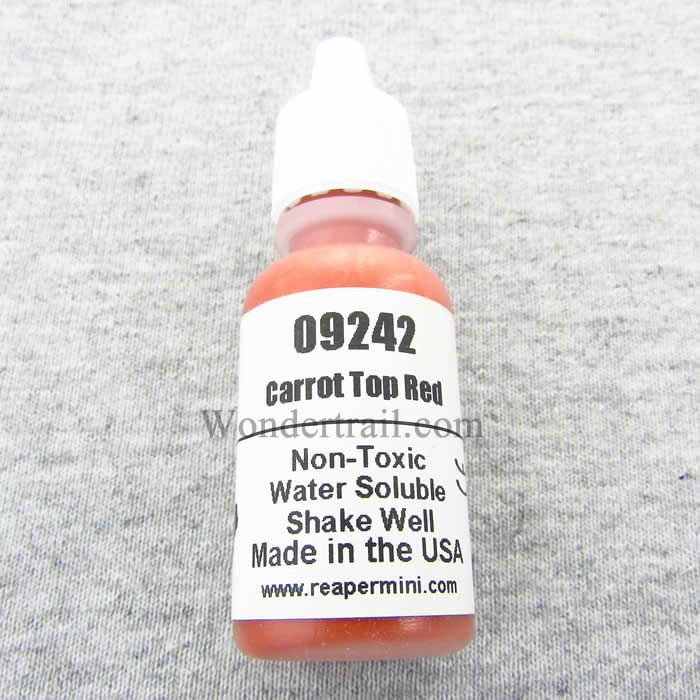 09242
Carrot Top Red
Wondertrail.com
Non-Toxic
Water Soluble
Shake Well
Made in the USA
www.reapermini.com